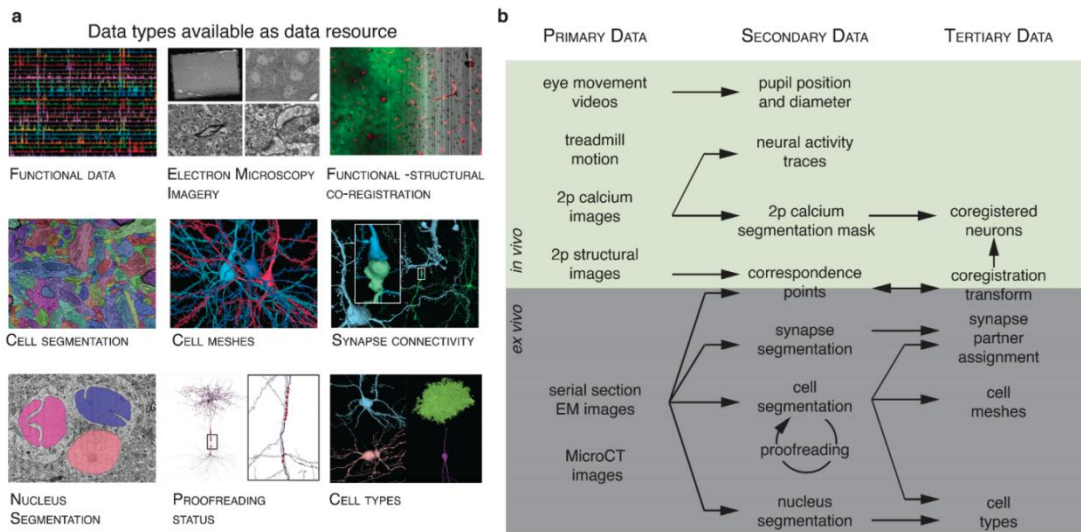 a
Data types available as data resource
FUNCTIONAL DATA
ELECTRON MICROSCOPY
IMAGERY
FUNCTIONAL -STRUCTURAL
CO-REGISTRATION
CELL SEGMENTATION
CELL MESHES
SYNAPSE CONNECTIVITY
NUCLEUS
SEGMENTATION
PROOFREADING
STATUS
CELL TYPES
b
PRIMARY DATA
SECONDARY DATA
TERTIARY DATA
in vivo
ex vivo
eye movement
videos
pupil position
and diameter
treadmill
motion
neural activity
traces
2p calcium
images
2p calcium
segmentation mask
coregistered
neurons
2p structural
images
correspondence
points
coregistration
transform
synapse
segmentation
synapse
partner
assignment
serial section
EM images
cell
segmentation
proofreading
cell
meshes
MicroCT
images
nucleus
segmentation
cell
types